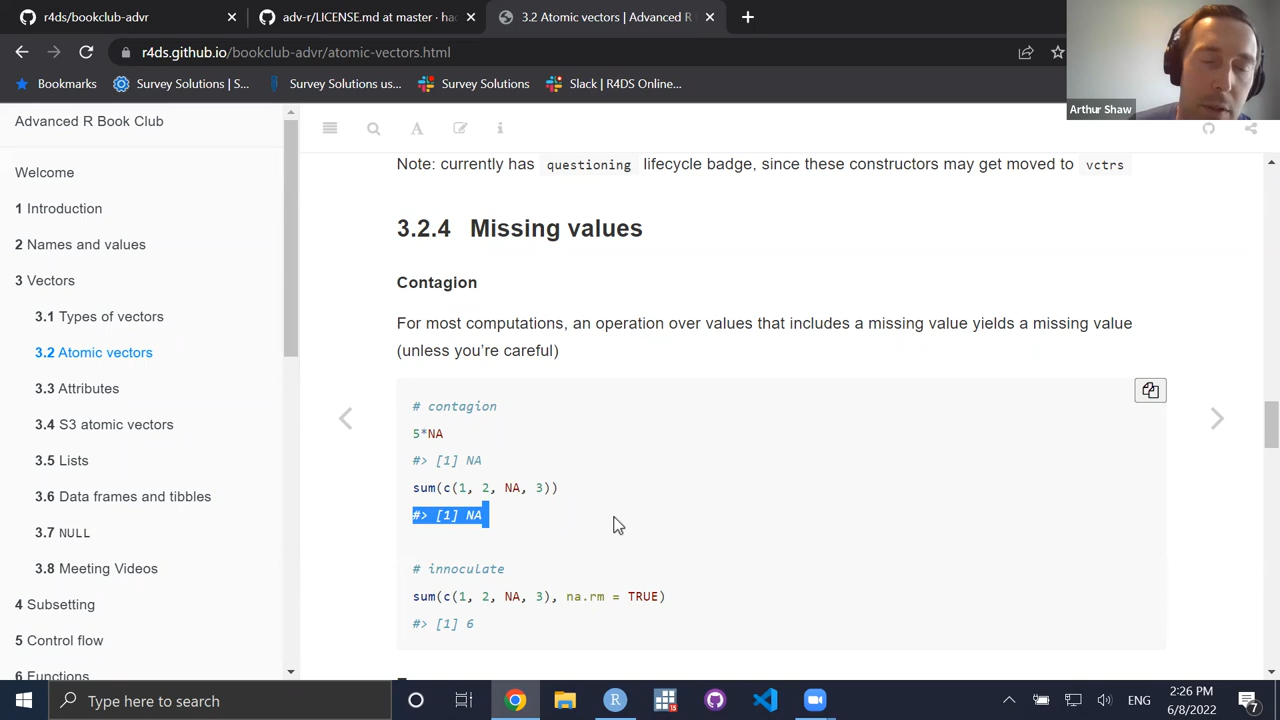 r4ds/bookclub-advr
adv-r/LICENSE.md at master · hac
3.2 Atomic vectors | Advanced R
r4ds.github.io/bookclub-advr/atomic-vectors.html
Bookmarks
Survey Solutions | S...
Survey Solutions us...
Survey Solutions
Slack | R4DS Online...
Arthur Shaw
Advanced R Book Club
Welcome
1 Introduction
2 Names and values
3 Vectors
3.1 Types of vectors
3.2 Atomic vectors
3.3 Attributes
3.4 S3 atomic vectors
3.5 Lists
3.6 Data frames and tibbles
3.7 NULL
3.8 Meeting Videos
4 Subsetting
5 Control flow
6 Functions
Note: currently has questioning lifecycle badge, since these constructors may get moved to vctrs
3.2.4 Missing values
Contagion
For most computations, an operation over values that includes a missing value yields a missing value
(unless you're careful)
# contagion
5*NA
#> [1] NA
sum(c(1, 2, NA, 3))
#> [1] NA
# innoculate
sum(c(1, 2, NA, 3), na.rm = TRUE)
#> [1] 6
Type here to search
ENG
2:26 PM
6/8/2022
7